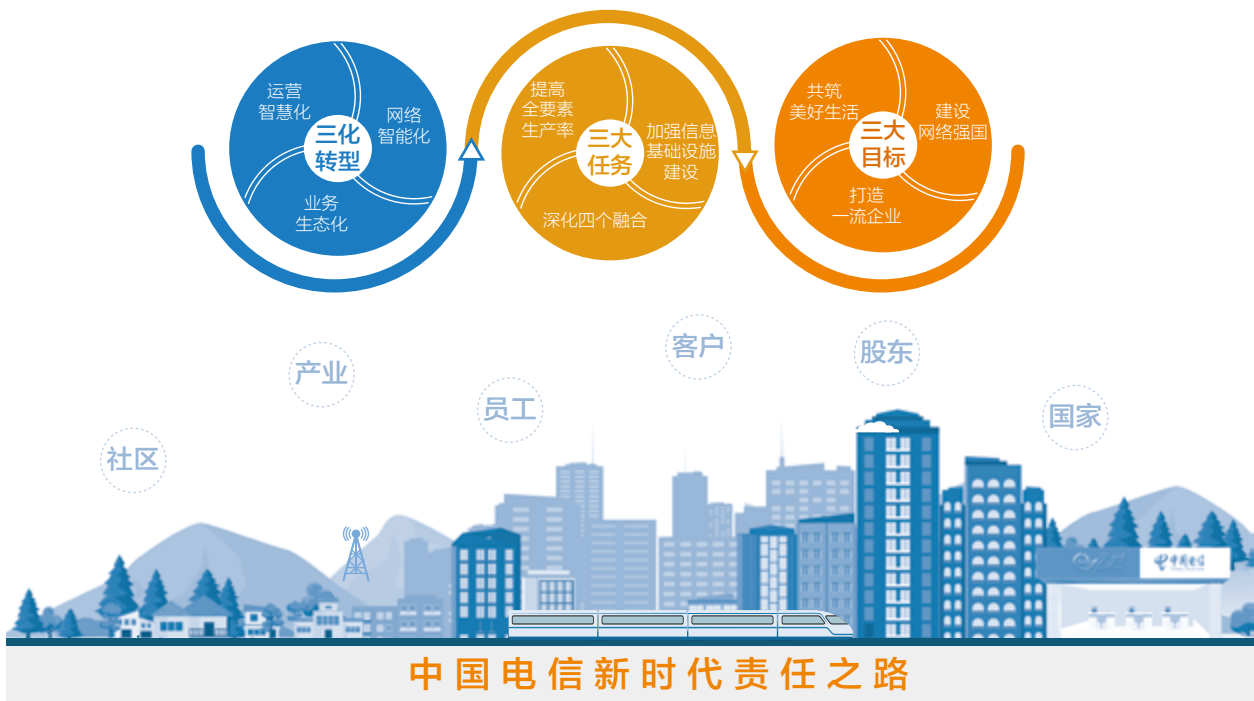 运营
智慧化
网络
智能化
三化
转型
业务
生态化
提高
全要素
生产率
加强信息
基础设施
建设
三大
任务
深化四个融合
共筑
美好生活
建设
网络强国
三大
目标
打造
一流企业
社区
产业
员工
客户
股东
国家
中国电信
中国电信新时代责任之路